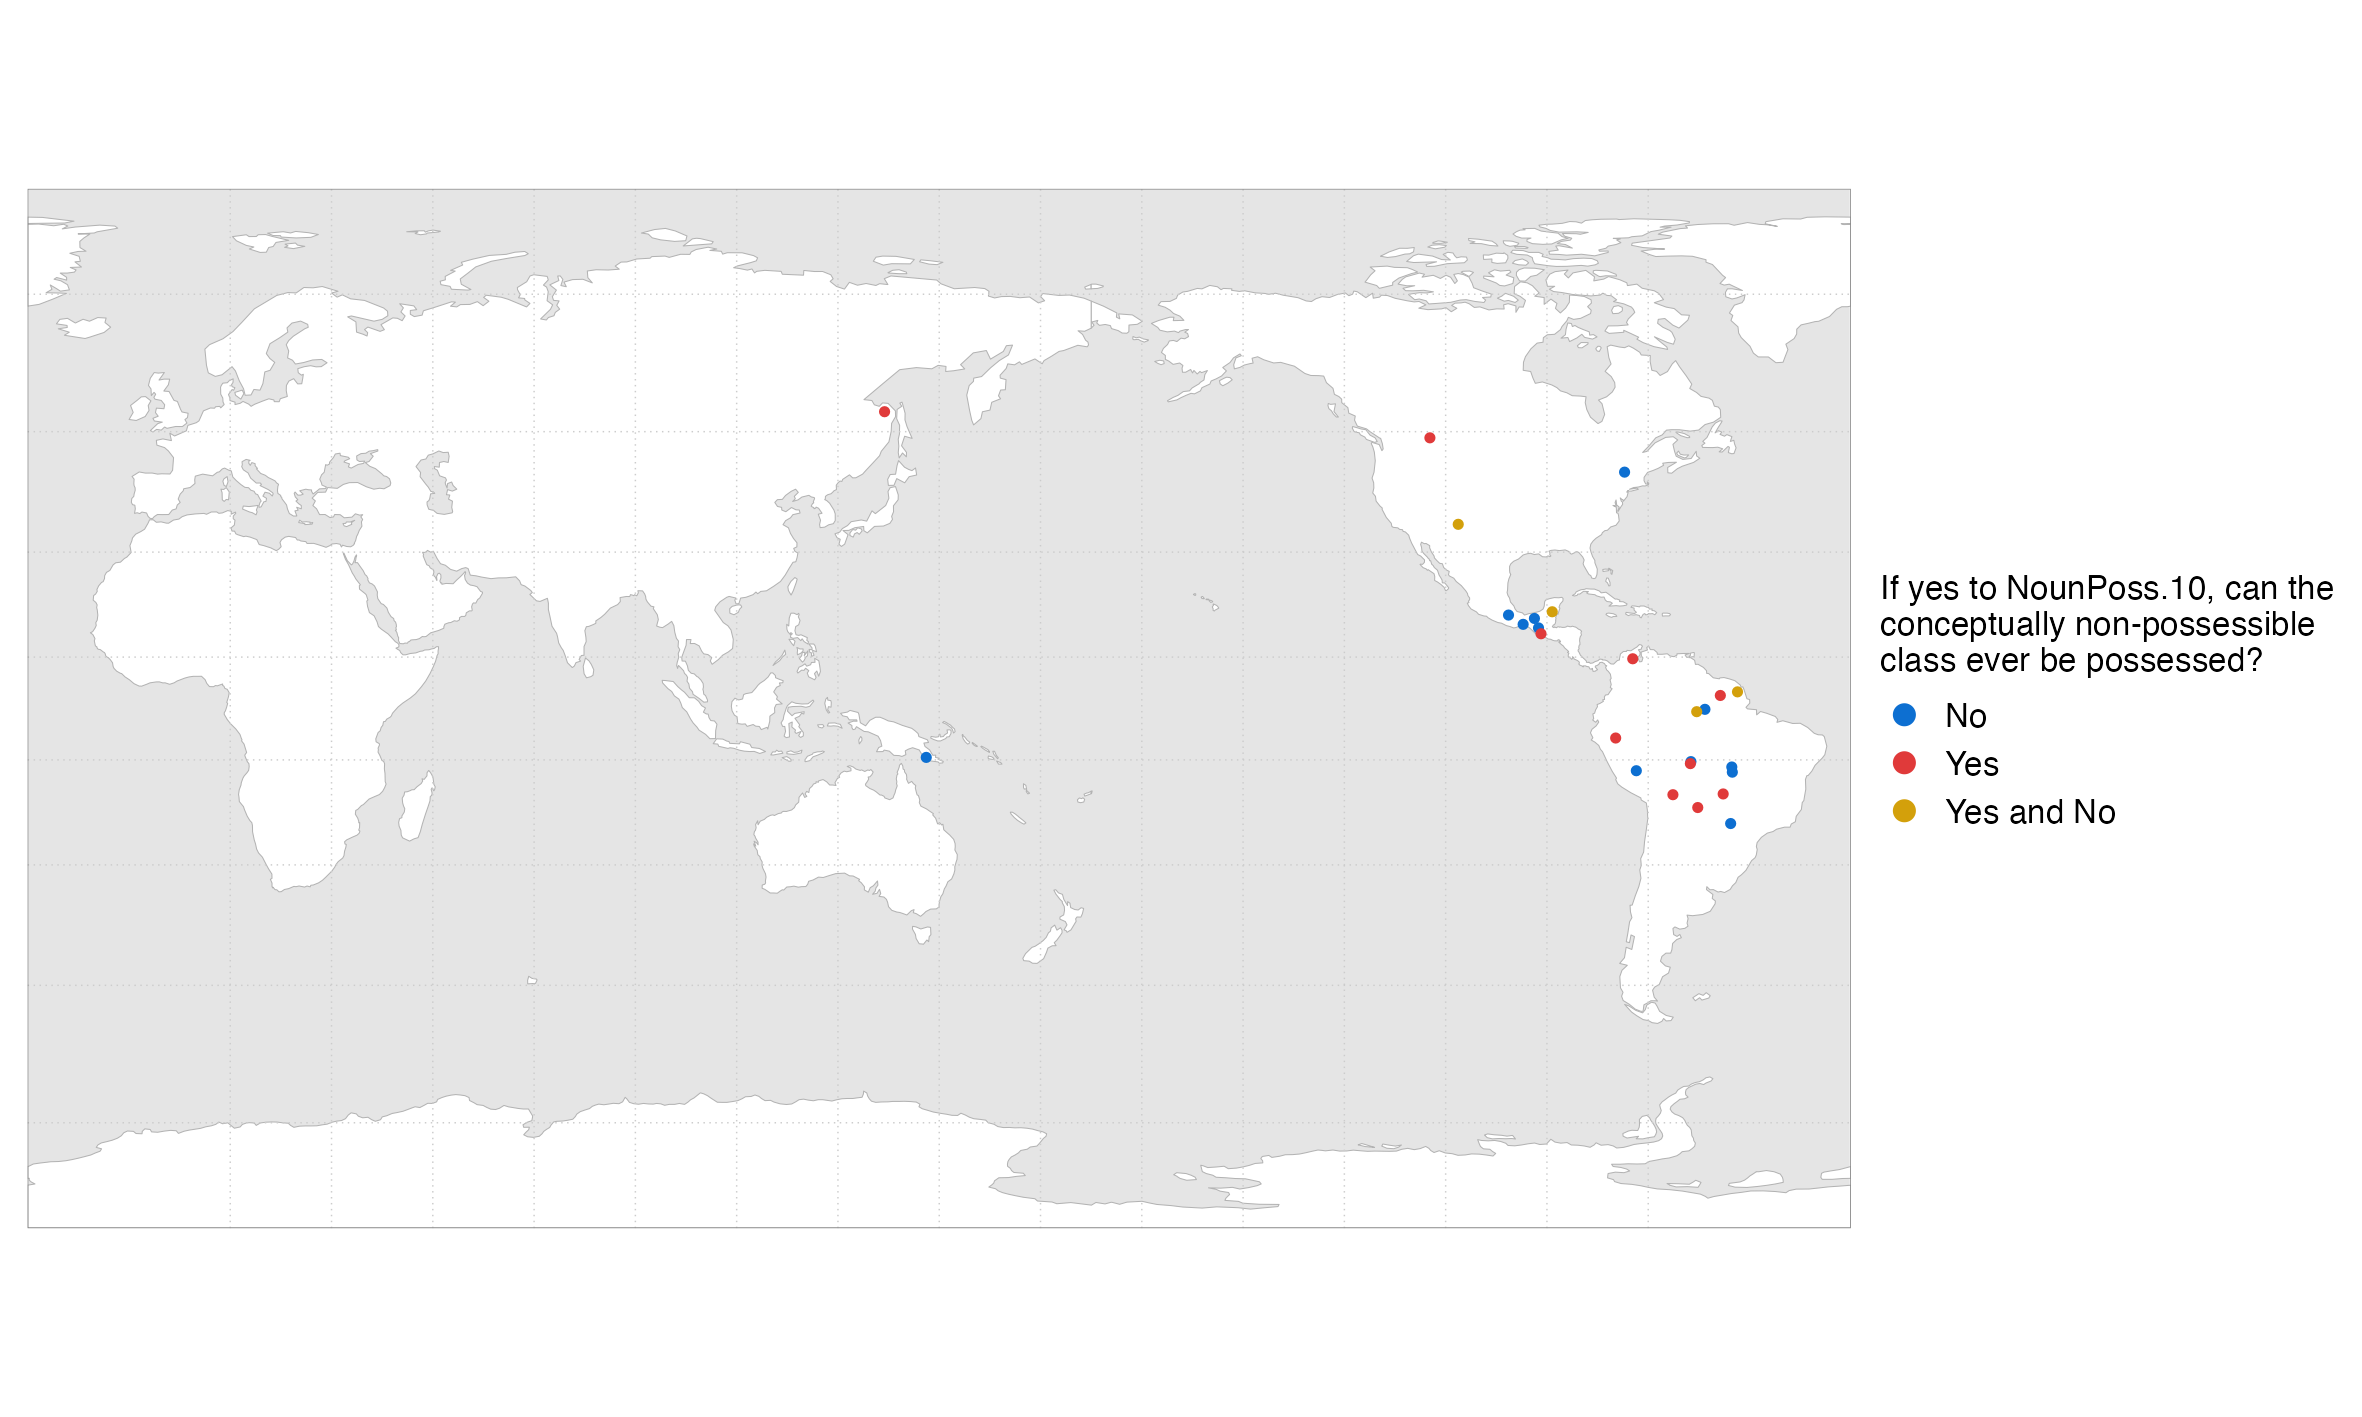 If yes to NounPoss.10, can the
conceptually non-possessible
class ever be possessed?
No
Yes
Yes and No